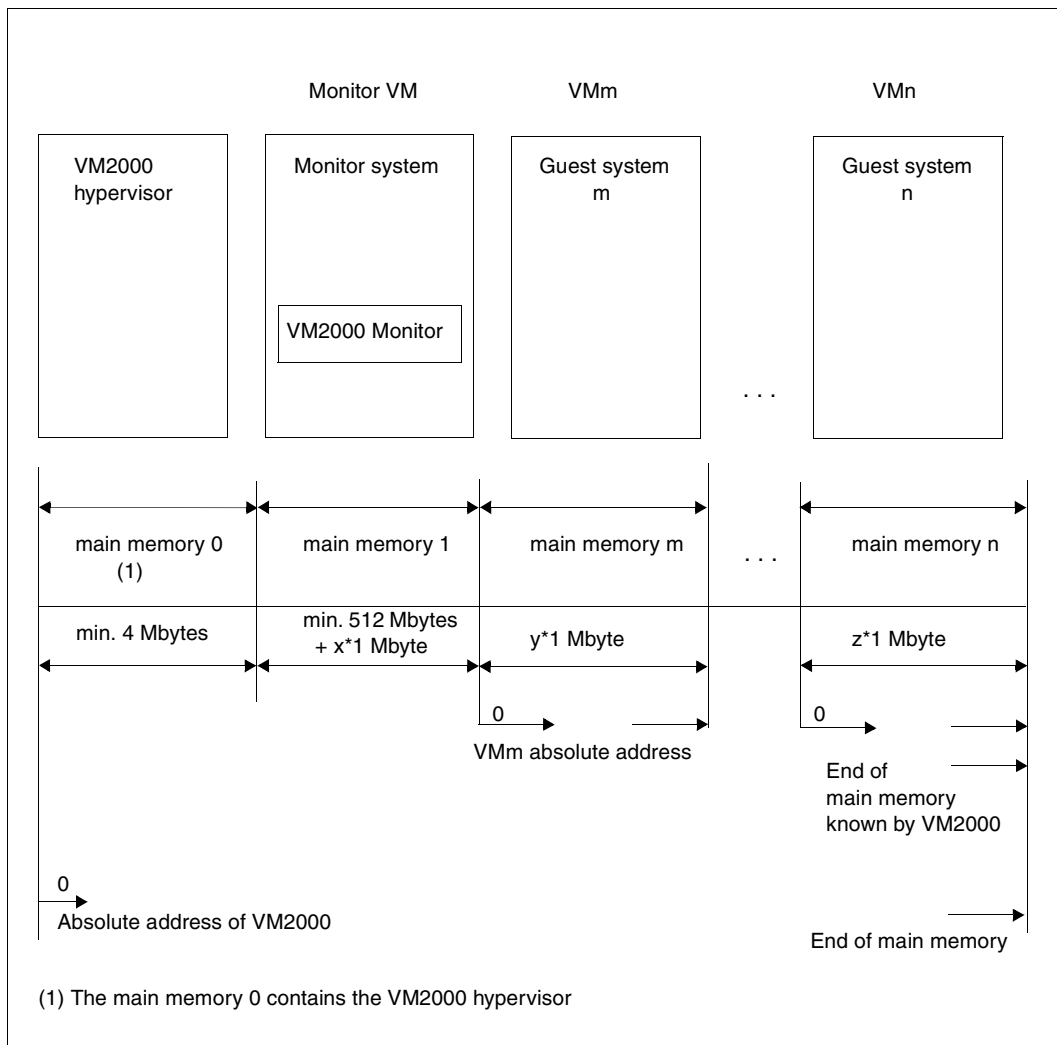 Monitor VM
VMm
VMn
VM2000
hypervisor
Monitor system
Guest system
m
Guest system
n
VM2000 Monitor
. . .
main memory 0
(1)
main memory 1
main memory m
. . .
main memory n
min. 4 Mbytes
min. 512 Mbytes
+ x*1 Mbyte
y*1 Mbyte
z*1 Mbyte
0
VMm absolute address
0
End of
main memory
known by VM2000
0
Absolute address of VM2000
End of main memory
(1) The main memory 0 contains the VM2000 hypervisor